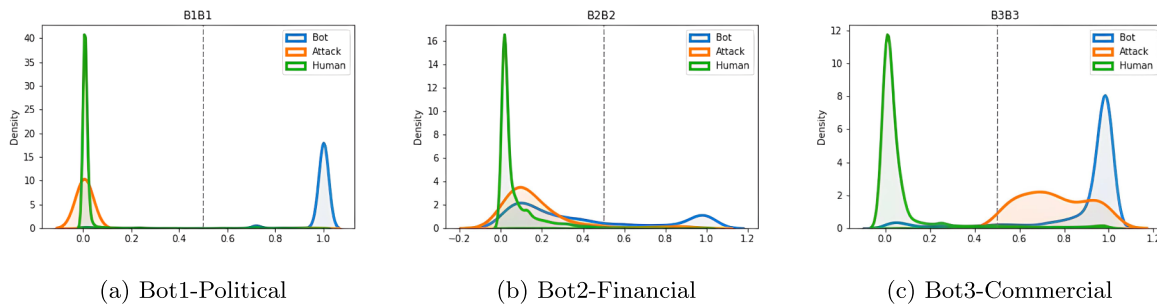 B1B1
Density
40
35
30
25
20
15
10
5
0
0.0 0.2 0.4 0.6 0.8 1.0
Bot
Attack
Human
(a) Bot1-Political
B2B2
Density
16
14
12
10
8
6
4
2
0
−0.2 0.0 0.2 0.4 0.6 0.8 1.0 1.2
Bot
Attack
Human
(b) Bot2-Financial
B3B3
Density
12
10
8
6
4
2
0
0.0 0.2 0.4 0.6 0.8 1.0 1.2
Bot
Attack
Human
(c) Bot3-Commercial